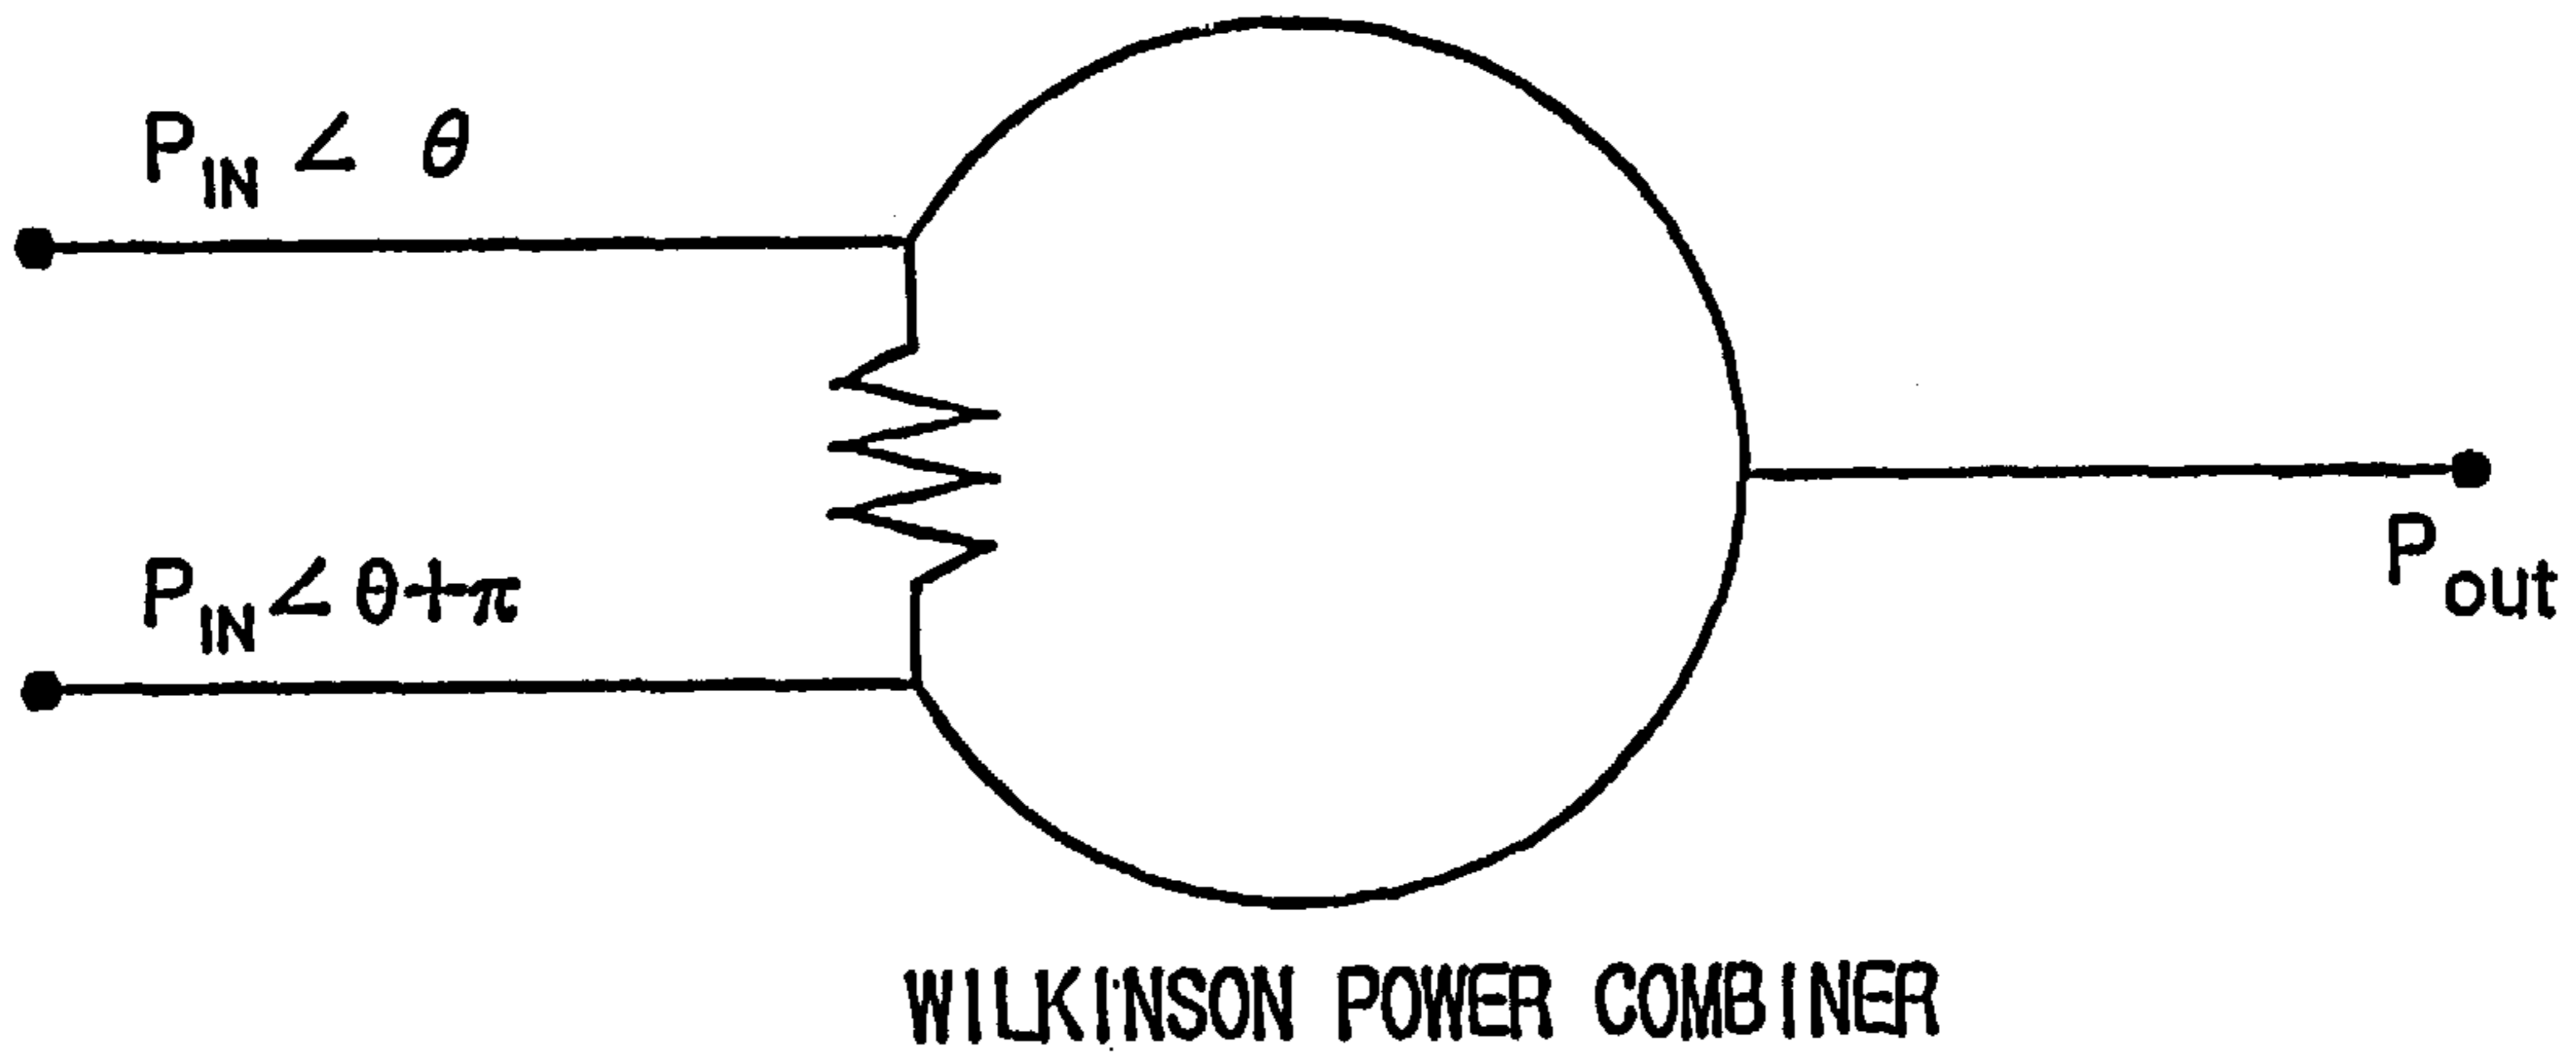 P_IN ∠ θ
P_IN ∠ θ+π
P_out
WILKINSON POWER COMBINER